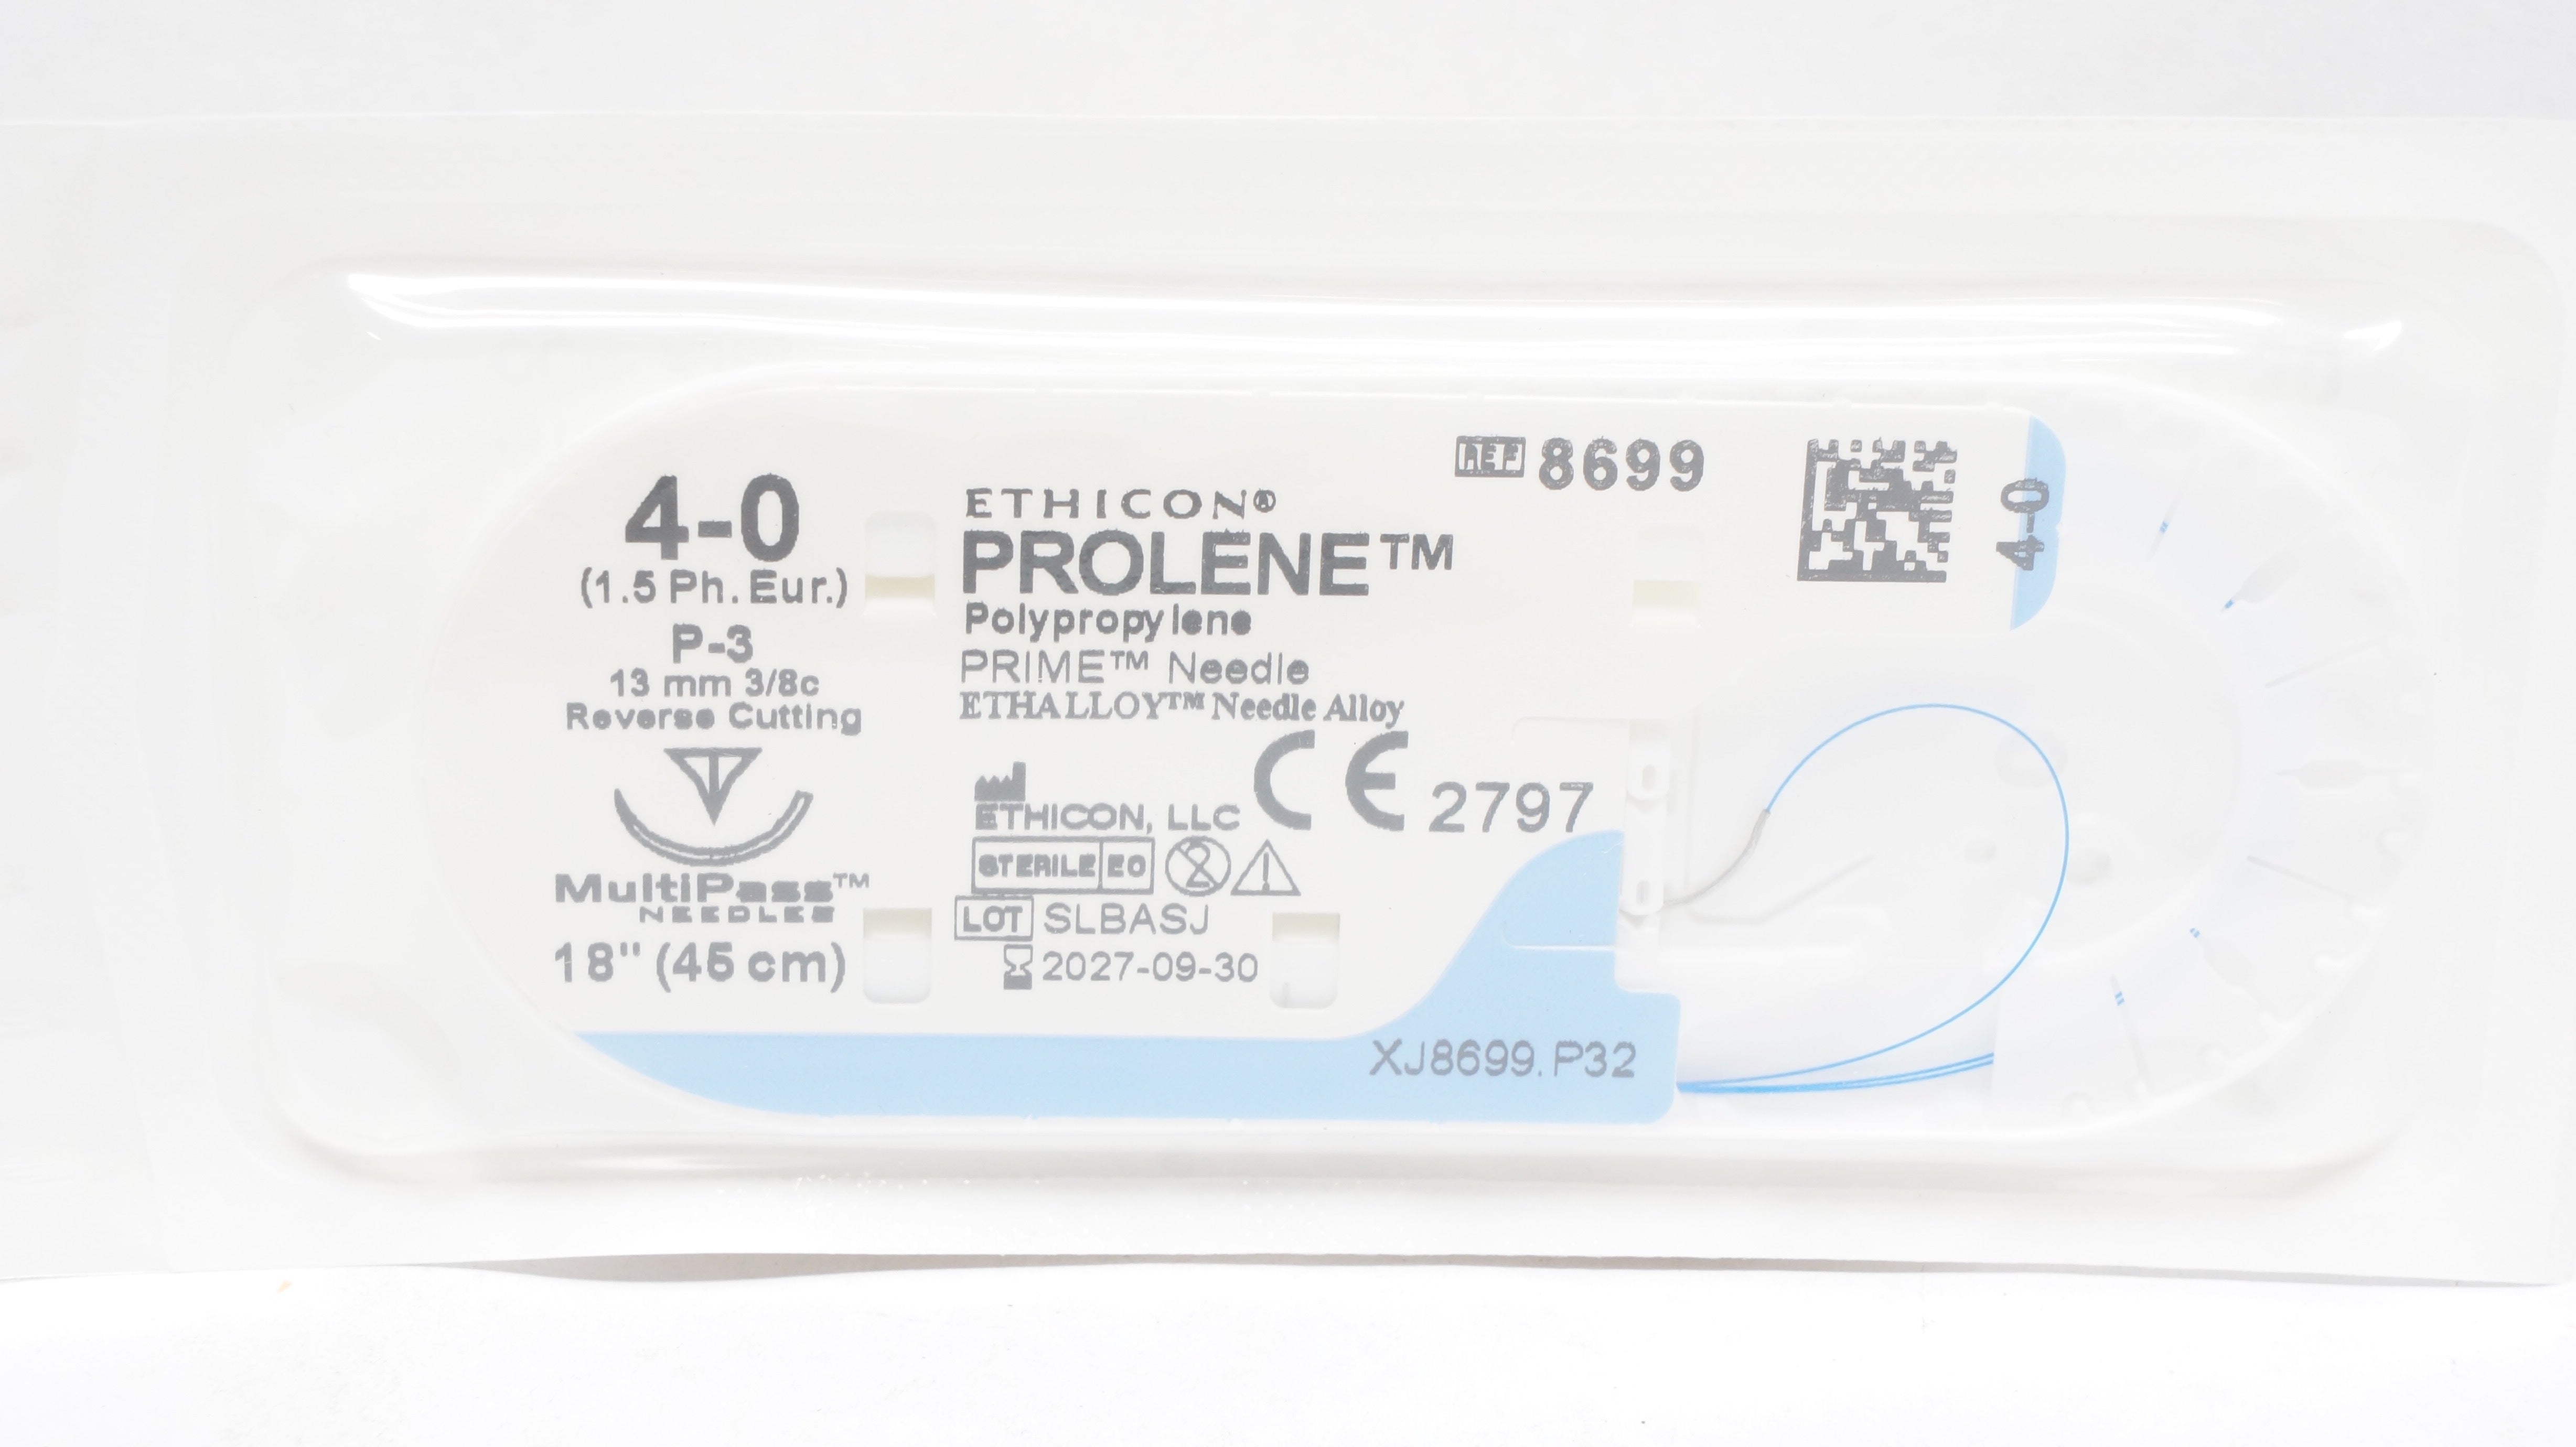 4-0
(1.5 Ph. Eur.)
P-3
13 mm 3/8c
Reverse Cutting
MultiPass™
NEEDLES
18" (45 cm)
REF 8699
ETHICON®
PROLENE™
Polypropylene
PRIME™ Needle
ETHALLOY™ Needle Alloy
CE 2797
ETHICON, LLC
STERILE EO 2
LOT SLBASJ
2027-09-30
XJ8699.P32
4-0